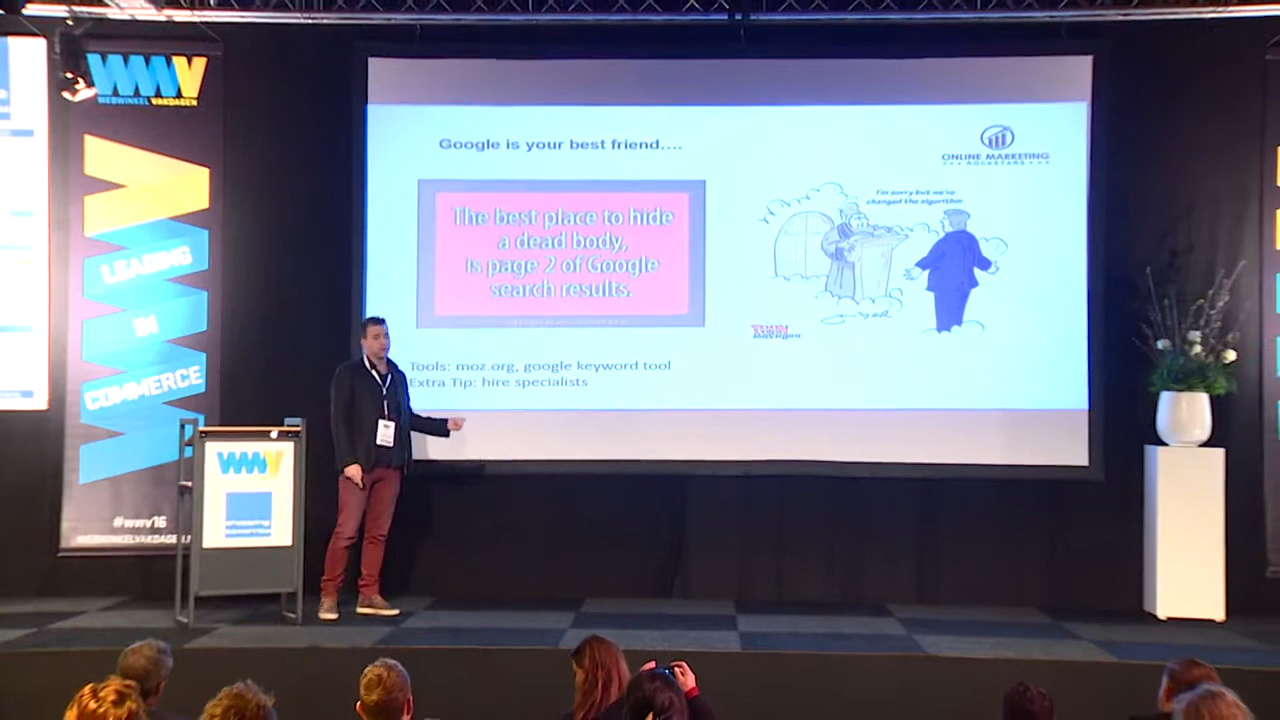 WWV
WEBWINKEL VAKDAGEN
LEADING
IN
COMMERCE
#wwv16
WWV
Google is your best friend....
ONLINE MARKETING
ROCKSTARS
The best place to hide
a dead body,
is page 2 of Google
search results.
I'm sorry but we've
changed the algorithm
Tools: moz.org, google keyword tool
Extra Tip: hire specialists